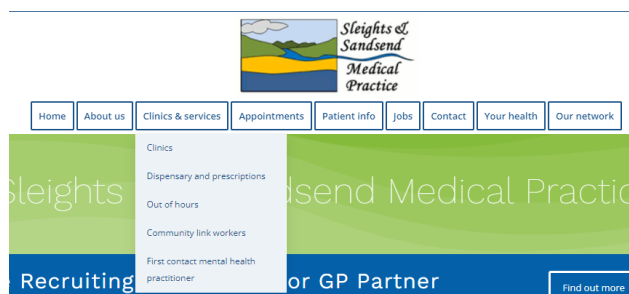 Sleights &
Sandsend
Medical
Practice
Home About us Clinics & services Appointments Patient info Jobs Contact Your health Our network
Clinics
Dispensary and prescriptions
Out of hours
Community link workers
First contact mental health
practitioner
Sleights dsend Medical Practic
Recruiting or GP Partner
Find out more